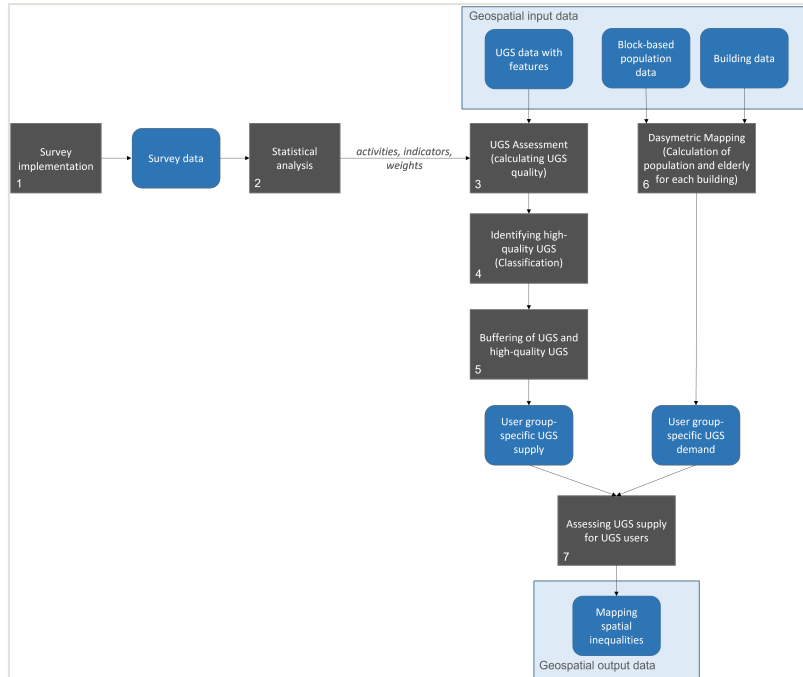 Geospatial input data
UGS data with
features
Block-based
population
data
Building data
Survey
implementation
1
Survey data
Statistical
analysis
2
activities, indicators,
weights
UGS Assessment
(calculating UGS
quality)
3
Dasymetric Mapping
(Calculation of
population and elderly
for each building)
6
Identifying high-
quality UGS
(Classification)
4
Buffering of UGS and
high-quality UGS
5
User group-
specific UGS
supply
User group-
specific UGS
demand
Assessing UGS supply
for UGS users
7
Mapping
spatial
inequalities
Geospatial output data